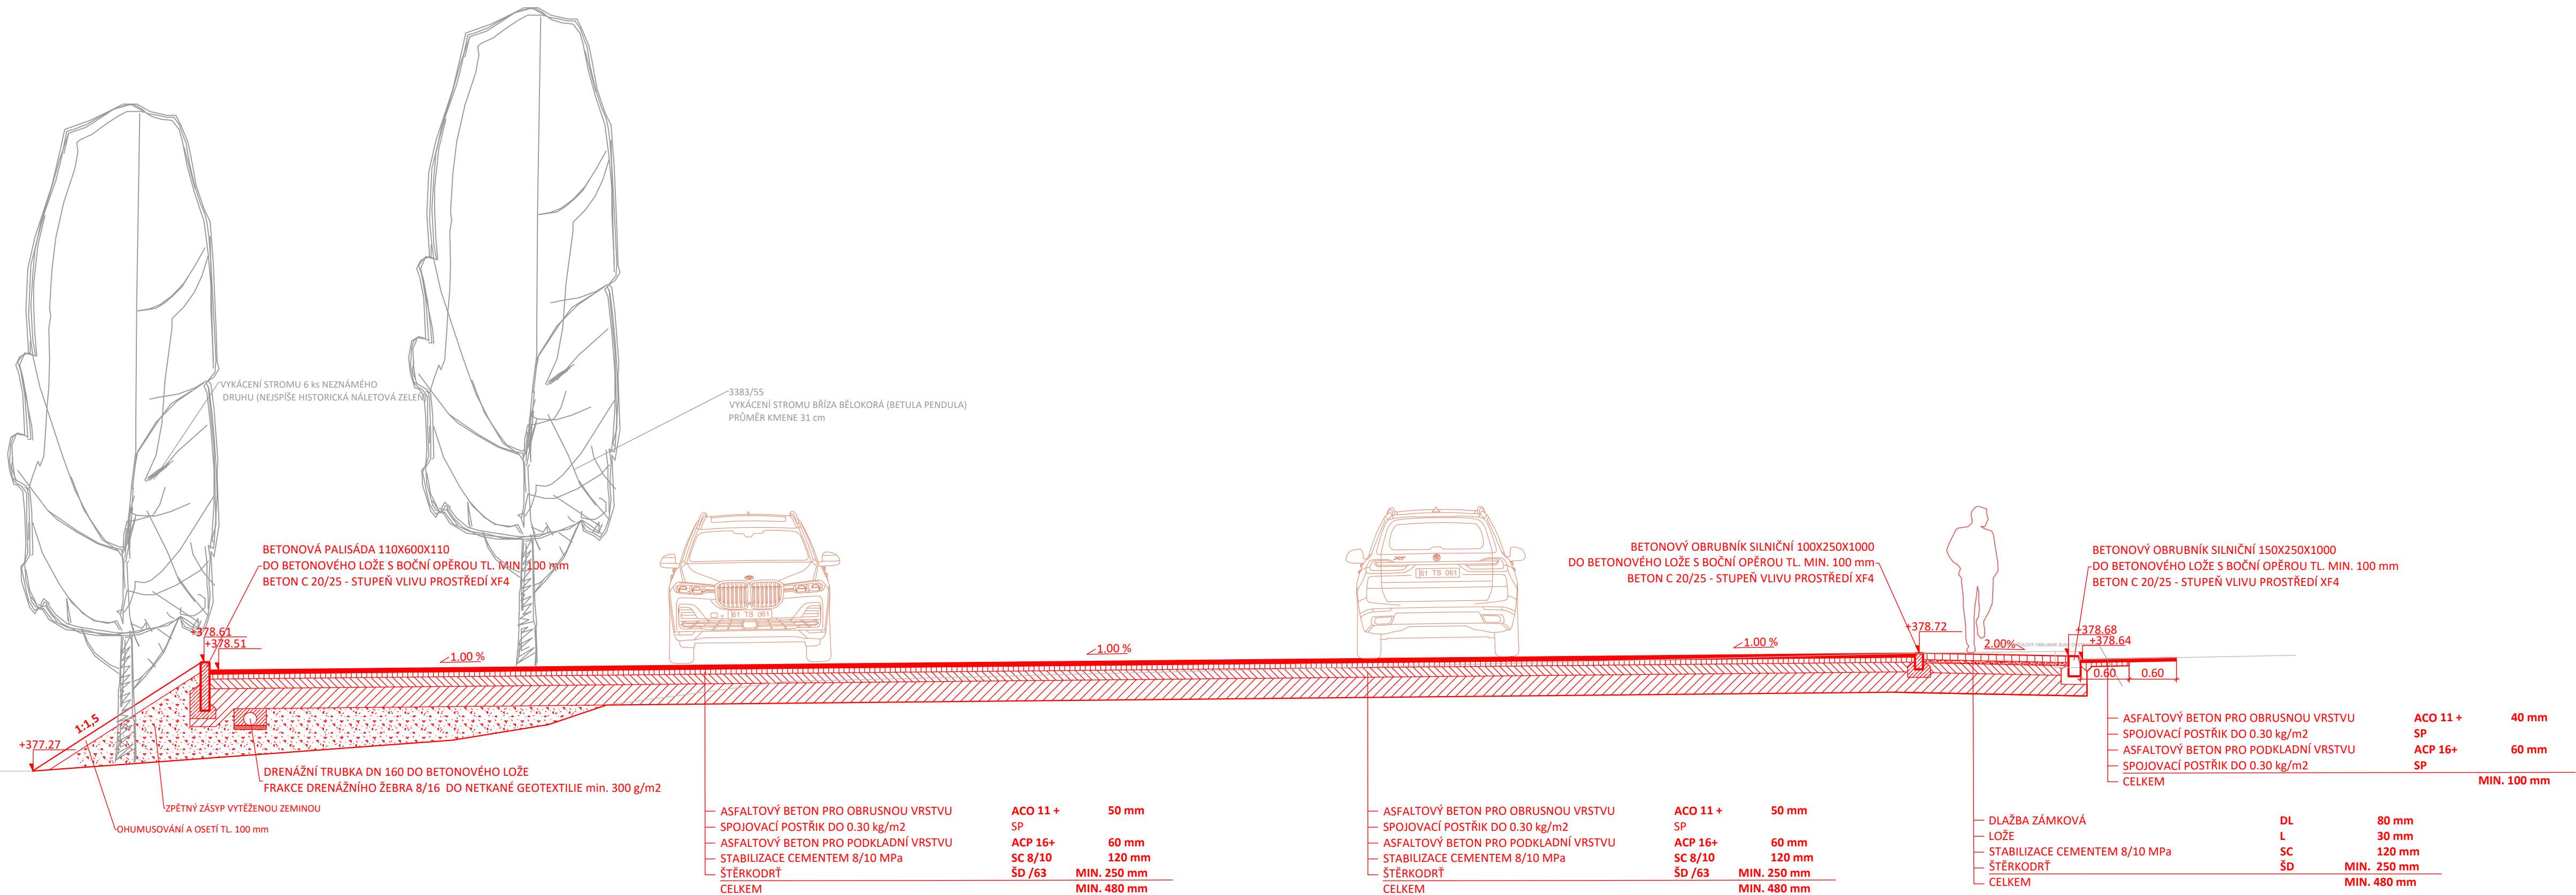 VYKÁCENÍ STROMU 6 ks NEZNÁMÉHO
DRUHU (NEJSPÍŠE HISTORICKÁ NÁLETOVÁ ZELEŇ
3383/55
VYKÁCENÍ STROMU BŘÍZA BĚLOKORÁ (BETULA PENDULA)
PRŮMĚR KMENE 31 cm
BETONOVÁ PALISÁDA 110X600X110
DO BETONOVÉHO LOŽE S BOČNÍ OPĚROU TL. MIN. 100 mm
BETON C 20/25 - STUPEŇ VLIVU PROSTŘEDÍ XF4
61 TS 061
61 TS 061
BETONOVÝ OBRUBNÍK SILNIČNÍ 100X250X1000
DO BETONOVÉHO LOŽE S BOČNÍ OPĚROU TL. MIN. 100 mm
BETON C 20/25 - STUPEŇ VLIVU PROSTŘEDÍ XF4
BETONOVÝ OBRUBNÍK SILNIČNÍ 150X250X1000
DO BETONOVÉHO LOŽE S BOČNÍ OPĚROU TL. MIN. 100 mm
BETON C 20/25 - STUPEŇ VLIVU PROSTŘEDÍ XF4
+378.61
+378.51
1.00 %
1.00 %
1.00 %
+378.72
2.00%
+378.68
+378.64
0.60 0.60
1:1,5
+377.27
DRENÁŽNÍ TRUBKA DN 160 DO BETONOVÉHO LOŽE
FRAKCE DRENÁŽNÍHO ŽEBRA 8/16 DO NETKANÉ GEOTEXTILIE min. 300 g/m2
ZPĚTNÝ ZÁSYP VYTĚŽENOU ZEMINOU
OHUMUSOVÁNÍ A OSETÍ TL. 100 mm
ASFALTOVÝ BETON PRO OBRUSNOU VRSTVU ACO 11 + 50 mm
SPOJOVACÍ POSTŘIK DO 0.30 kg/m2 SP
ASFALTOVÝ BETON PRO PODKLADNÍ VRSTVU ACP 16+ 60 mm
STABILIZACE CEMENTEM 8/10 MPa SC 8/10 120 mm
ŠTĚRKODRŤ ŠD /63 MIN. 250 mm
CELKEM MIN. 480 mm
ASFALTOVÝ BETON PRO OBRUSNOU VRSTVU ACO 11 + 50 mm
SPOJOVACÍ POSTŘIK DO 0.30 kg/m2 SP
ASFALTOVÝ BETON PRO PODKLADNÍ VRSTVU ACP 16+ 60 mm
STABILIZACE CEMENTEM 8/10 MPa SC 8/10 120 mm
ŠTĚRKODRŤ ŠD /63 MIN. 250 mm
CELKEM MIN. 480 mm
ASFALTOVÝ BETON PRO OBRUSNOU VRSTVU ACO 11 + 40 mm
SPOJOVACÍ POSTŘIK DO 0.30 kg/m2 SP
ASFALTOVÝ BETON PRO PODKLADNÍ VRSTVU ACP 16+ 60 mm
SPOJOVACÍ POSTŘIK DO 0.30 kg/m2 SP
CELKEM MIN. 100 mm
DLAŽBA ZÁMKOVÁ DL 80 mm
LOŽE L 30 mm
STABILIZACE CEMENTEM 8/10 MPa SC 120 mm
ŠTĚRKODRŤ ŠD MIN. 250 mm
CELKEM MIN. 480 mm